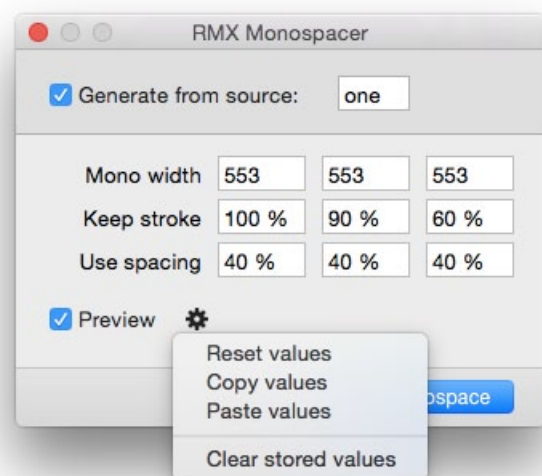 RMX Monospacer
Generate from source: one
Mono width 553 553 553
Keep stroke 100 % 90 % 60 %
Use spacing 40 % 40 % 40 %
Preview
Reset values
Copy values
Paste values
ospace
Clear stored values